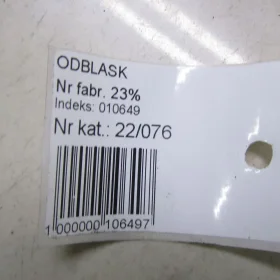 ODBLASK
Nr fabr. 23%
Indeks: 010649
Nr kat.: 22/076
1 000000 106497